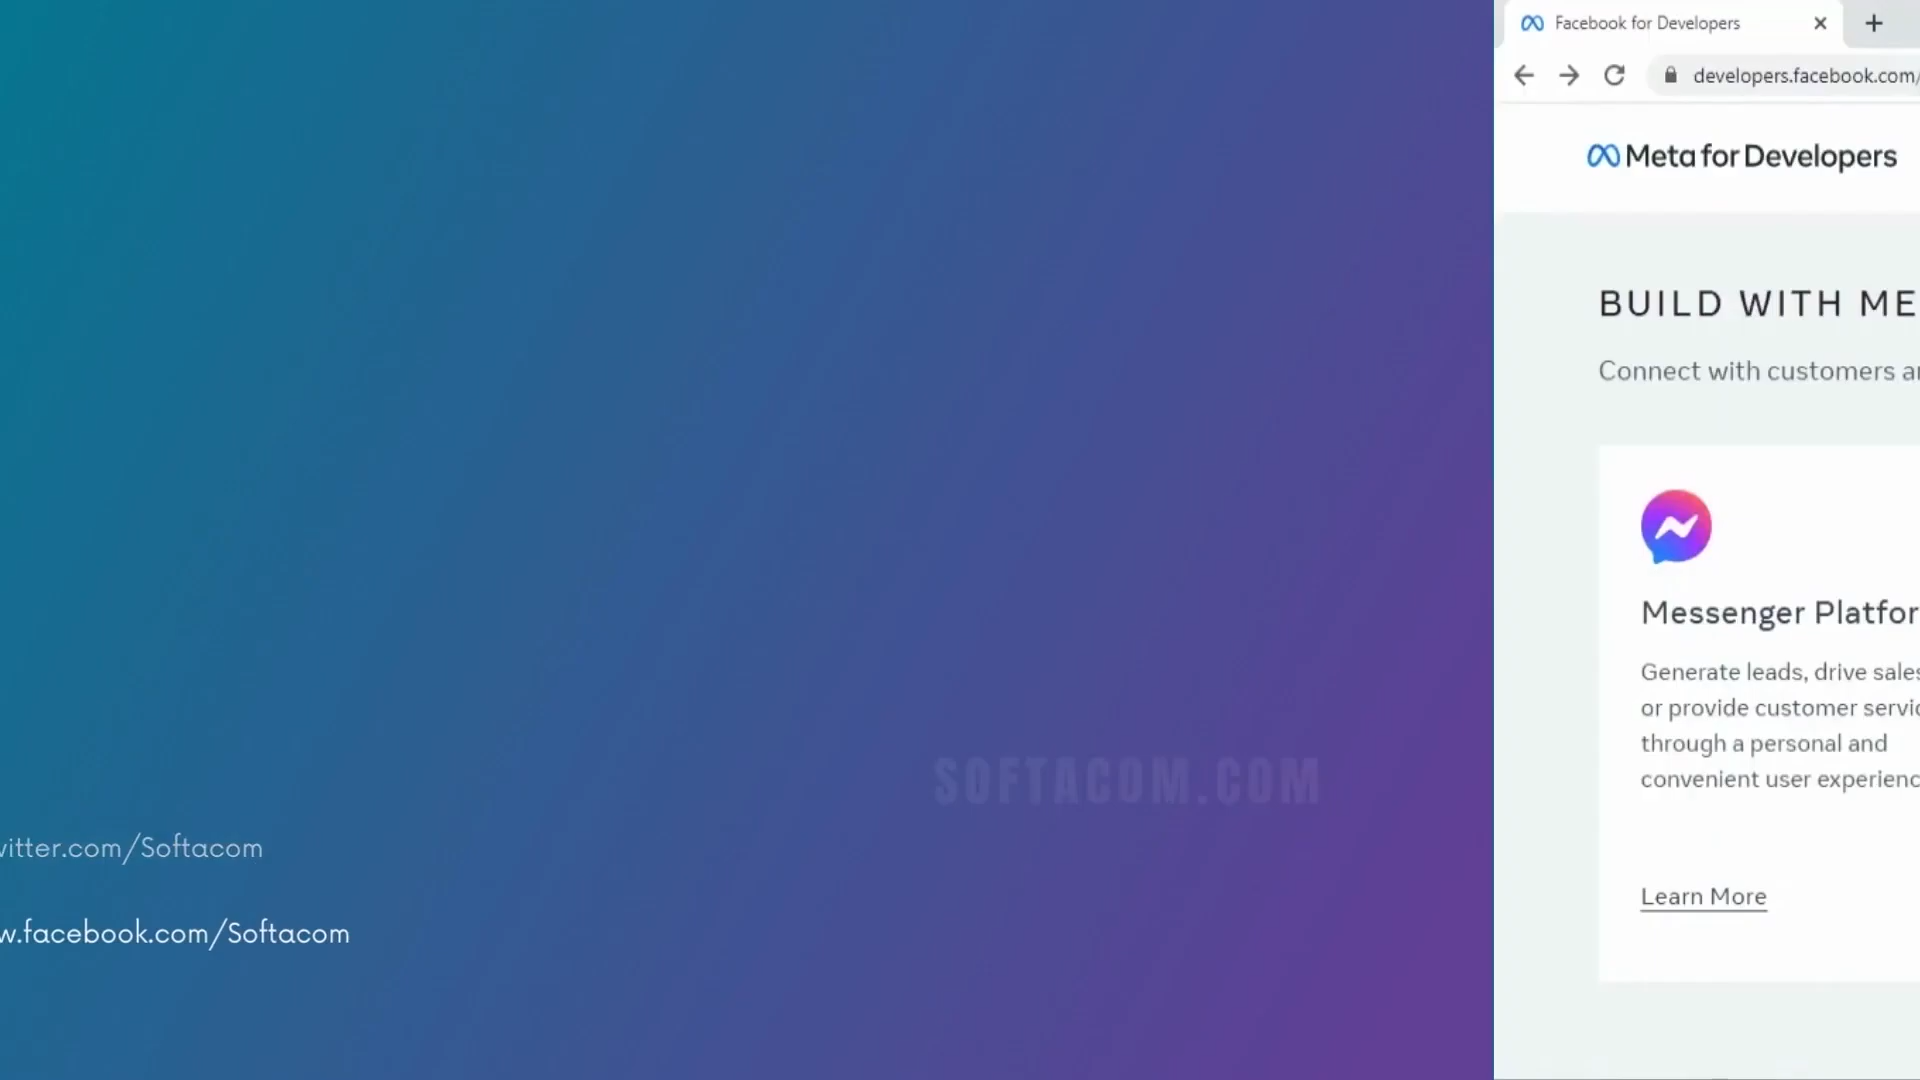 SOFTACOM.COM
witter.com/Softacom
w.facebook.com/Softacom
Facebook for Developers
developers.facebook.com/
Meta for Developers
BUILD WITH ME
Connect with customers a
Messenger Platfor
Generate leads, drive sales
or provide customer servic
through a personal and
convenient user experienc
Learn More